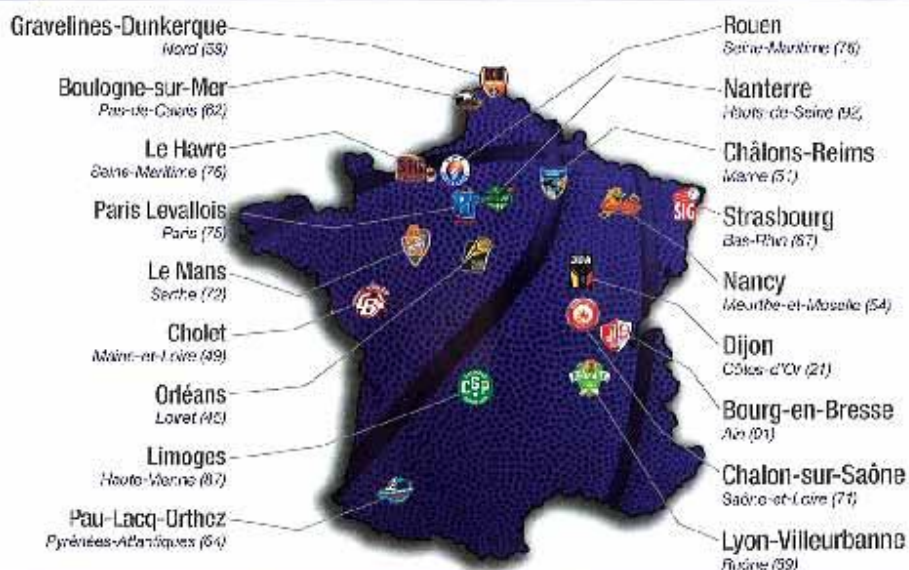 Gravelines-Dunkerque
Nord (59)
Boulogne-sur-Mer
Pas-de-Calais (62)
Le Havre
Seine-Maritime (76)
Paris Levallois
Paris (75)
Le Mans
Sarthe (72)
Cholet
Maine-et-Loire (49)
Orléans
Loiret (45)
Limoges
Haute-Vienne (87)
Pau-Lacq-Orthez
Pyrénées-Atlantiques (64)
Rouen
Seine-Maritime (76)
Nanterre
Hauts-de-Seine (92)
Châlons-Reims
Marne (51)
Strasbourg
Bas-Rhin (67)
Nancy
Meurthe-et-Moselle (54)
Dijon
Côtes-d'Or (21)
Bourg-en-Bresse
Ain (01)
Chalon-sur-Saône
Saône-et-Loire (71)
Lyon-Villeurbanne
Rhône (69)
SIG
JDA
CSP